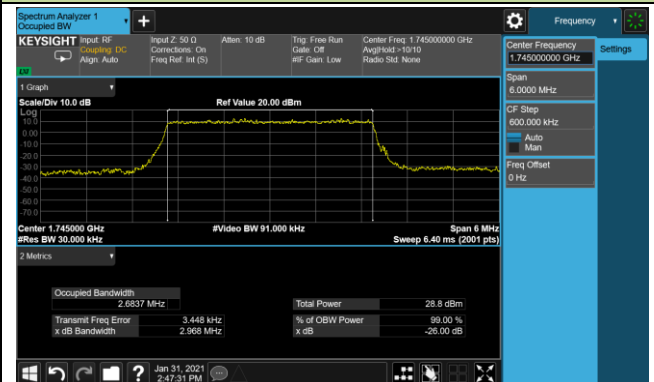 Spectrum Analyzer 1
Occupied BW
Frequency
KEYSIGHT
Input: RF
Coupling: DC
Align: Auto
Input Z: 50 Ω
Corrections: On
Freq Ref: Int (S)
Atten: 10 dB
Trig: Free Run
Gate: Off
#IF Gain: Low
Center Freq: 1.745000000 GHz
Avg|Hold:>10/10
Radio Std: None
Center Frequency
1.745000000 GHz
Settings
Span
6.0000 MHz
CF Step
600.000 kHz
Auto
Man
Freq Offset
0 Hz
1 Graph
Scale/Div 10.0 dB
Ref Value 20.00 dBm
Log
10.0
0.00
-10.0
-20.0
-30.0
-40.0
-50.0
-60.0
-70.0
Center 1.745000 GHz
#Video BW 91.000 kHz
Span 6 MHz
#Res BW 30.000 kHz
Sweep 6.40 ms (2001 pts)
2 Metrics
Occupied Bandwidth
2.6837 MHz
Total Power
28.8 dBm
Transmit Freq Error
3.448 kHz
% of OBW Power
99.00 %
x dB Bandwidth
2.968 MHz
x dB
-26.00 dB
Jan 31, 2021
2:47:31 PM